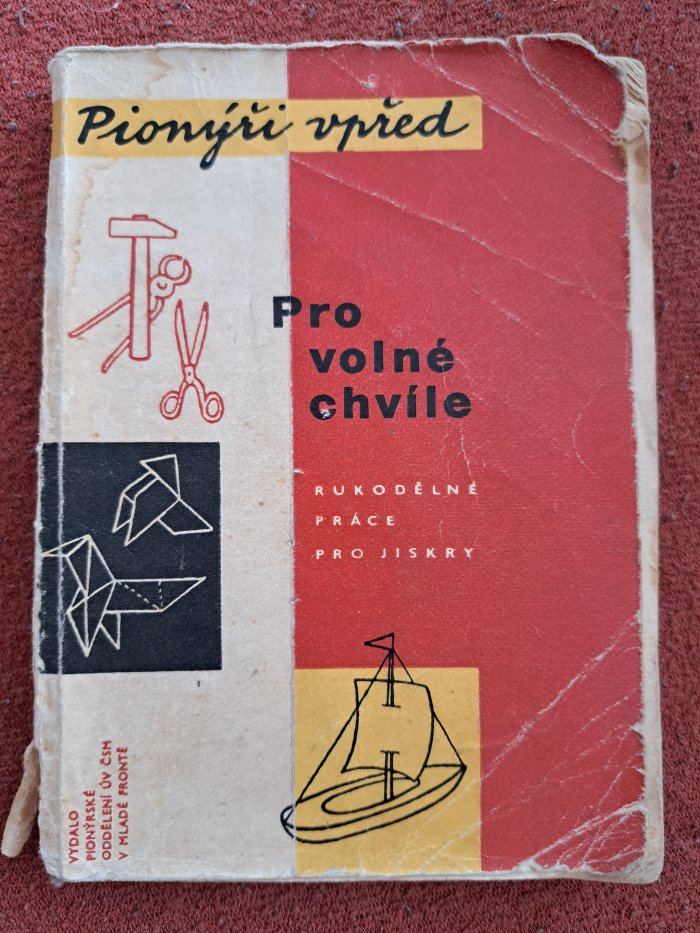 Pionýři vpřed
Pro
volné
chvíle
RUKODĚLNÉ
PRÁCE
PRO JISKRY
VYDALO
PIONÝRSKÉ
ODDĚLENÍ ÚV ČSM
V MLADÉ FRONTĚ